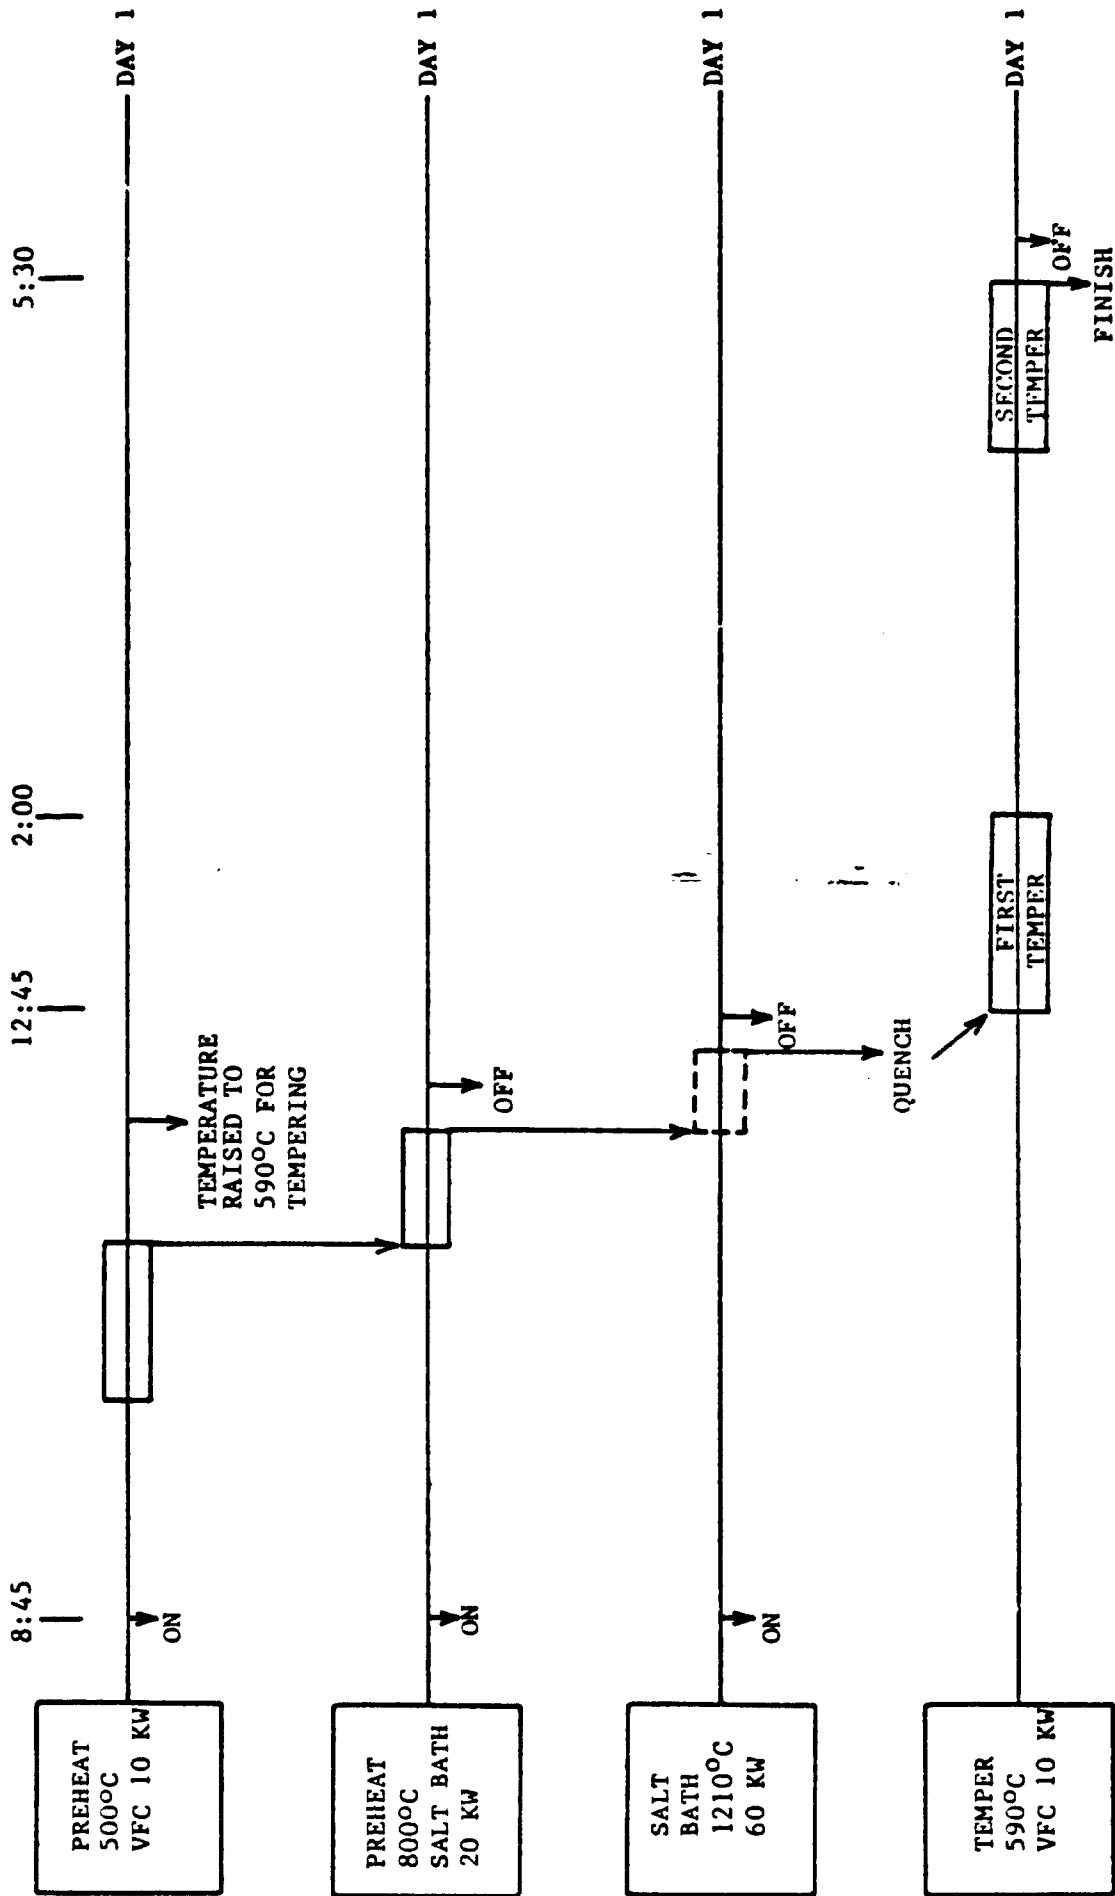 8:45
12:45
2:00
5:30
PREHEAT
500°C
VFC 10 KW
ON
TEMPERATURE
RAISED TO
590°C FOR
TEMPERING
DAY 1
PREHEAT
800°C
SALT BATH
20 KW
ON
OFF
DAY 1
SALT
BATH
1210°C
60 KW
ON
OFF
QUENCH
DAY 1
TEMPER
590°C
VFC 10 KW
FIRST
TEMPER
SECOND
TEMPER
OFF
FINISH
DAY 1